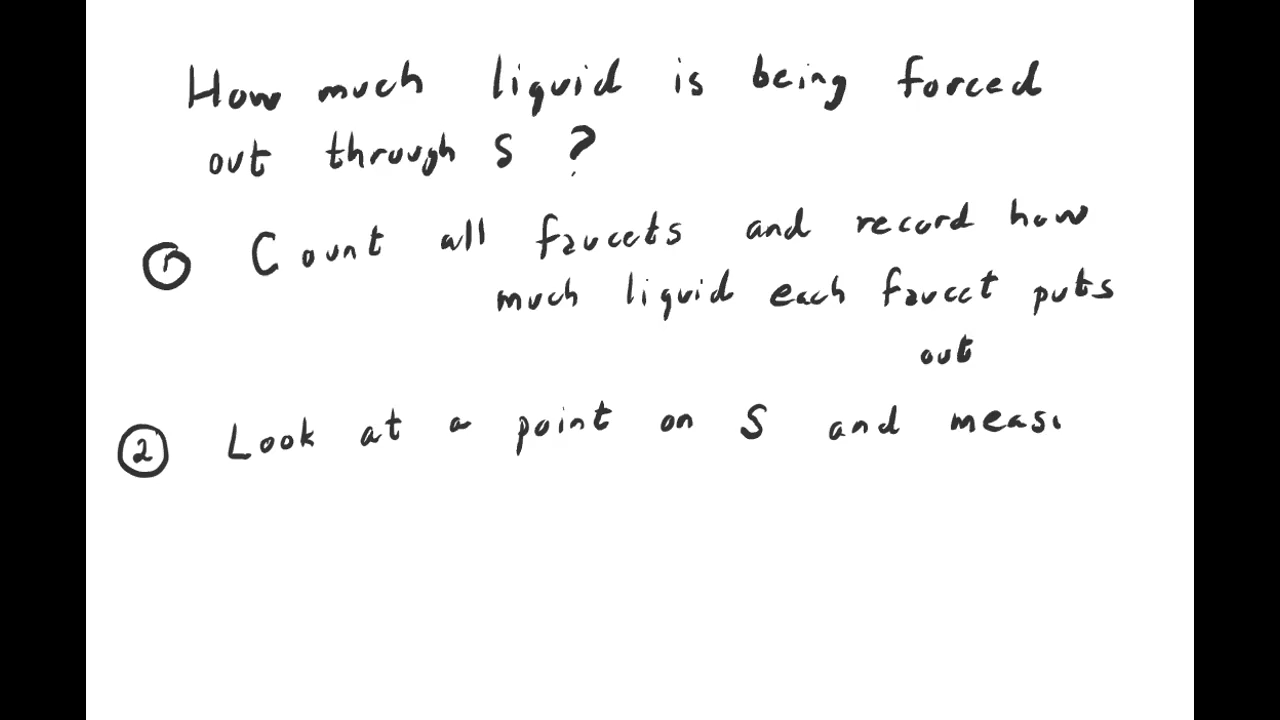 How much liquid is being forced
out through S ?
① Count all faucets and record how
much liquid each faucet puts
out
② Look at a point on S and meas